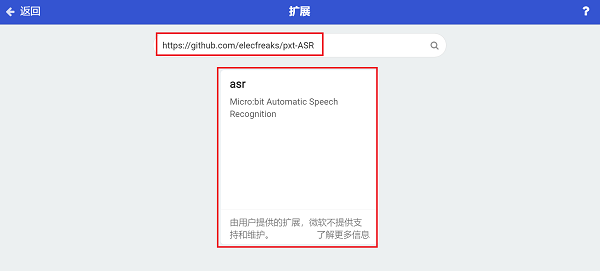 返回
扩展
?
https://github.com/elecfreaks/pxt-ASR
asr
Micro:bit Automatic Speech
Recognition
由用户提供的扩展，微软不提供支
持和维护。 了解更多信息